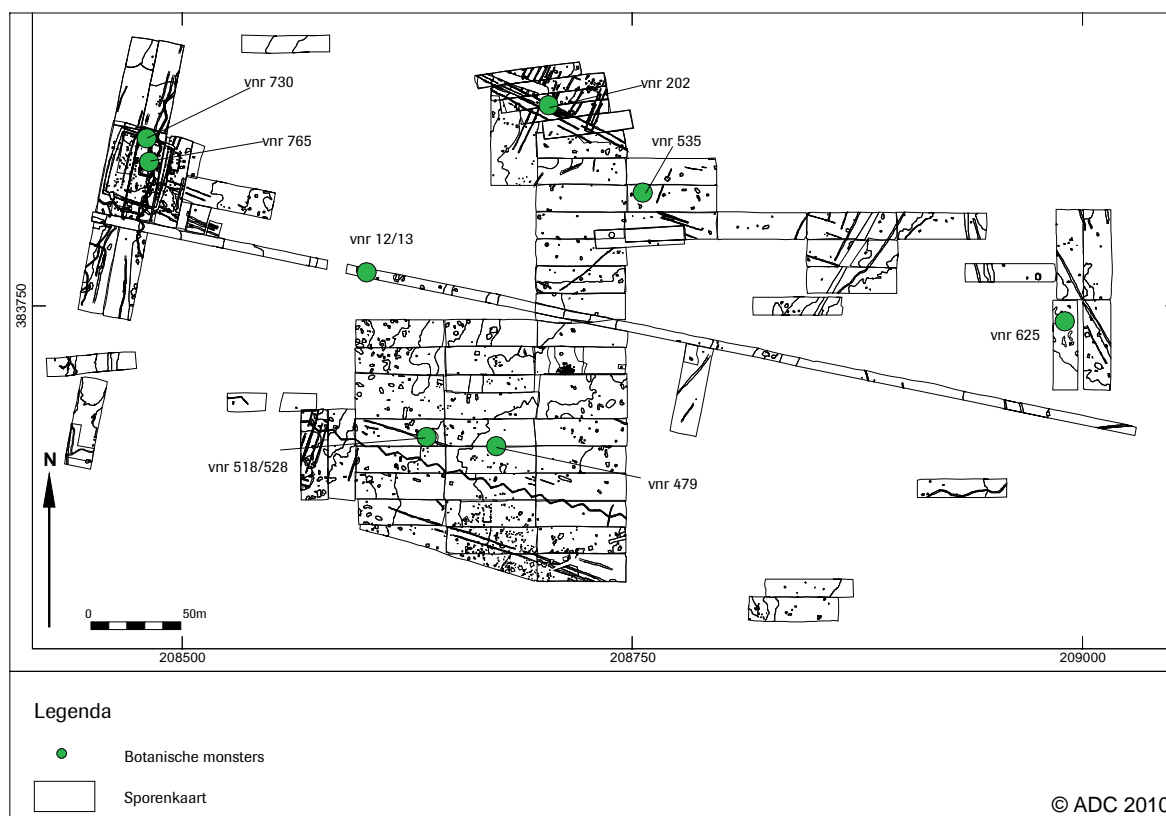 vnr 730
vnr 202
vnr 765
vnr 535
vnr 12/13
383750
vnr 625
vnr 518/528
vnr 479
N
0 50m
208500 208750 209000
Legenda
Botanische monsters
Sporenkaart
© ADC 2010